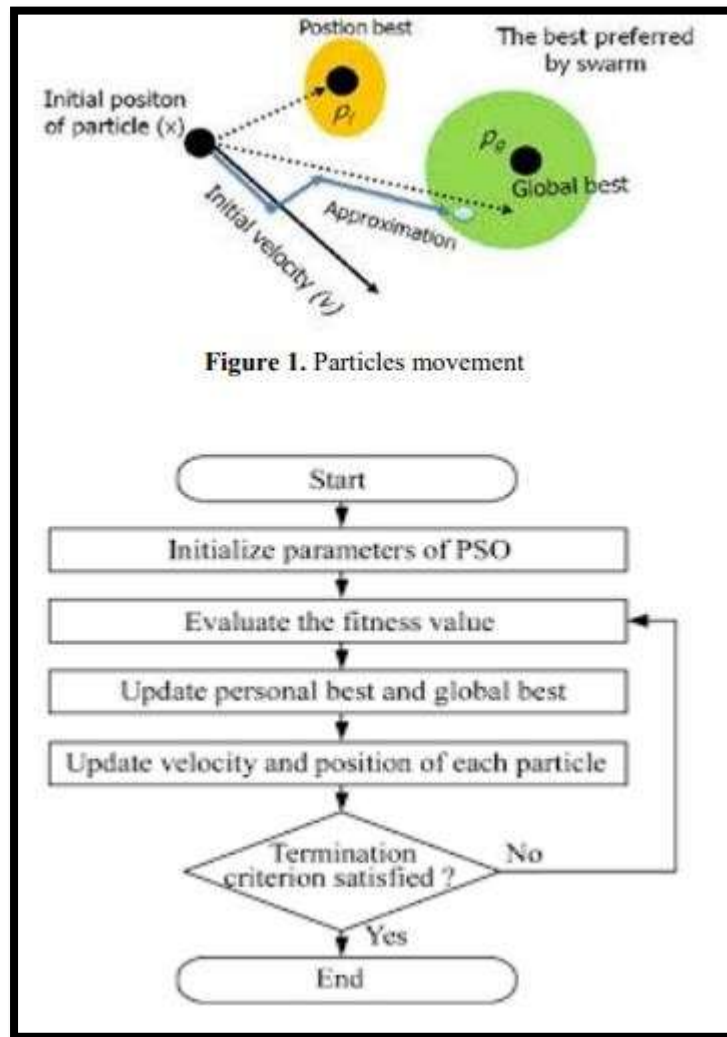 Postion best
The best preferred
by swarm
Initial positon
of particle (x)
p_i
p_g
Global best
Initial velocity (v)
Approximation
Figure 1. Particles movement
Start
Initialize parameters of PSO
Evaluate the fitness value
Update personal best and global best
Update velocity and position of each particle
Termination
criterion satisfied ?
No
Yes
End